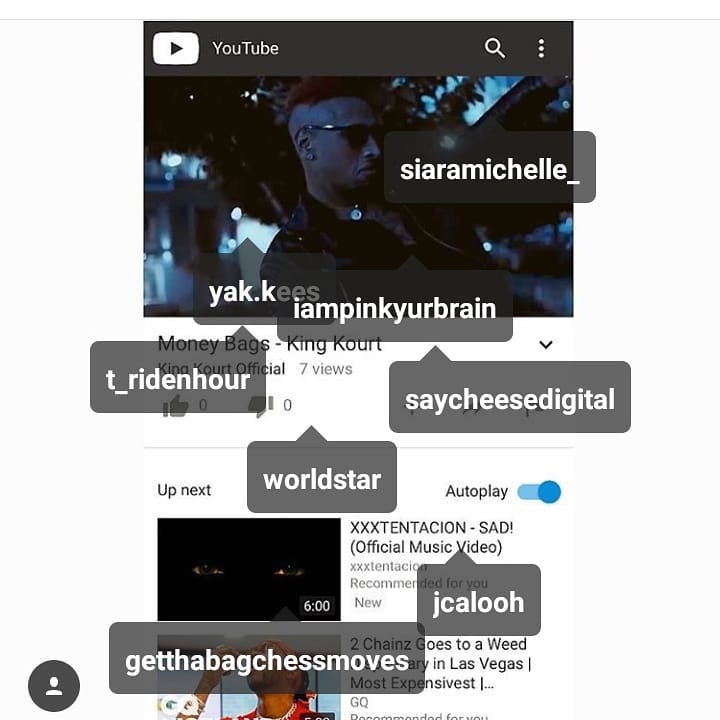 YouTube
siaramichelle_
yak.kees
iampinkyurbrain
Money Bags - King Kourt
King Kourt Official 7 views
t_ridenhour
saycheesedigital
0
0
worldstar
Up next
Autoplay
XXXTENTACION - SAD!
(Official Music Video)
xxxtentacion
Recommended for you
New
6:00
jcalooh
getthabagchessmoves
2 Chainz Goes to a Weed
in Las Vegas |
Most Expensivest |...
GQ
Recommended for you